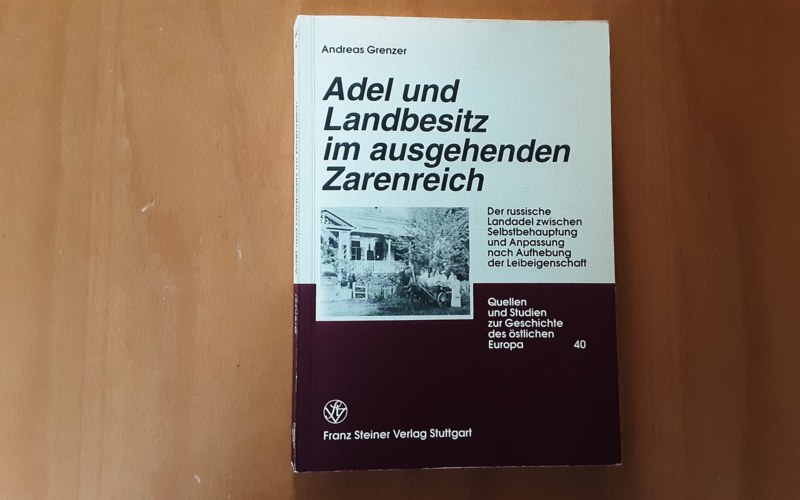 Andreas Grenzer
Adel und
Landbesitz
im ausgehenden
Zarenreich
Der russische
Landadel zwischen
Selbstbehauptung
und Anpassung
nach Aufhebung
der Leibeigenschaft
Quellen
und Studien
zur Geschichte
des östlichen
Europa 40
Franz Steiner Verlag Stuttgart